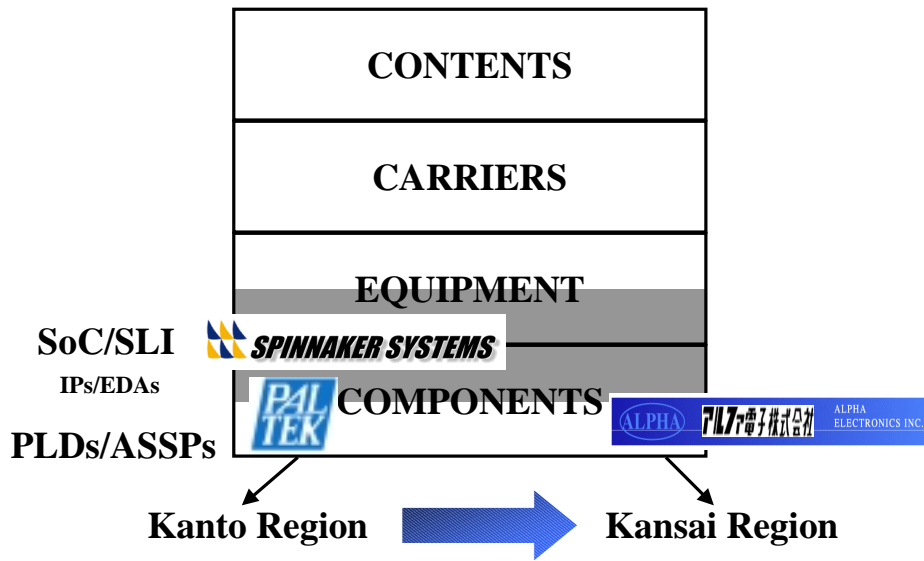 CONTENTS
CARRIERS
EQUIPMENT
SoC/SLI
SPINNAKER SYSTEMS
IPs/EDAs
PAL
TEK
COMPONENTS
ALPHA
アルファ電子株式会社
ALPHA
ELECTRONICS INC.
PLDs/ASSPs
Kanto Region
Kansai Region